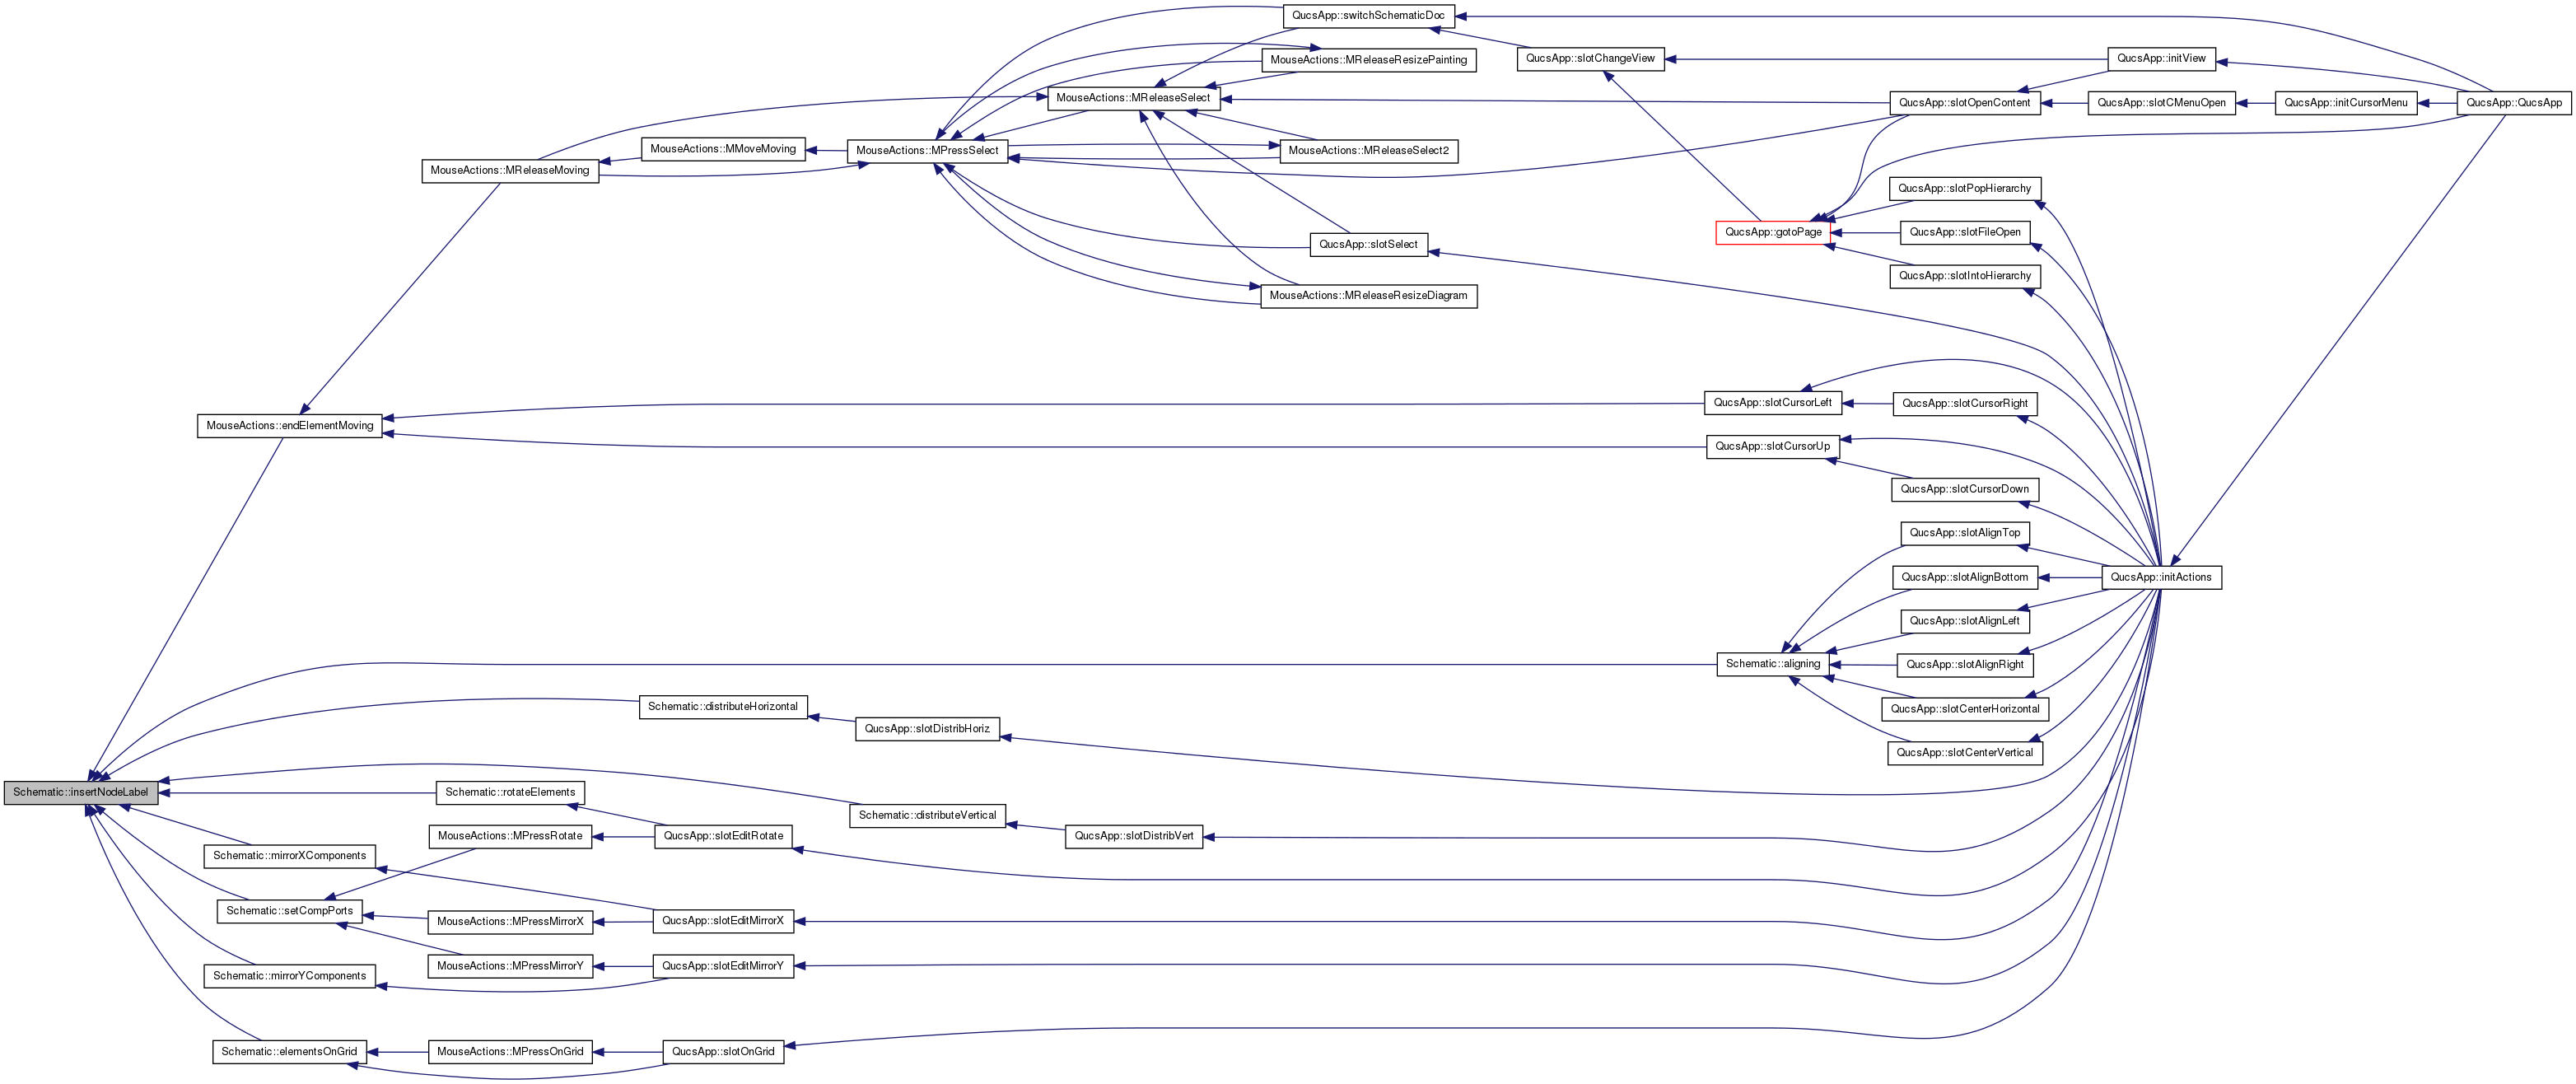 QucsApp::switchSchematicDoc
QucsApp::slotChangeView
QucsApp::initView
MouseActions::MReleaseResizePainting
MouseActions::MReleaseSelect
QucsApp::slotOpenContent
QucsApp::slotCMenuOpen
QucsApp::initCursorMenu
QucsApp::QucsApp
MouseActions::MMoveMoving
MouseActions::MPressSelect
MouseActions::MReleaseSelect2
MouseActions::MReleaseMoving
QucsApp::slotPopHierarchy
QucsApp::gotoPage
QucsApp::slotFileOpen
QucsApp::slotSelect
QucsApp::slotIntoHierarchy
MouseActions::MReleaseResizeDiagram
QucsApp::slotCursorLeft
QucsApp::slotCursorRight
MouseActions::endElementMoving
QucsApp::slotCursorUp
QucsApp::slotCursorDown
QucsApp::slotAlignTop
QucsApp::slotAlignBottom
QucsApp::initActions
QucsApp::slotAlignLeft
Schematic::aligning
QucsApp::slotAlignRight
Schematic::distributeHorizontal
QucsApp::slotCenterHorizontal
QucsApp::slotDistribHoriz
QucsApp::slotCenterVertical
Schematic::insertNodeLabel
Schematic::rotateElements
Schematic::distributeVertical
MouseActions::MPressRotate
QucsApp::slotEditRotate
QucsApp::slotDistribVert
Schematic::mirrorXComponents
Schematic::setCompPorts
MouseActions::MPressMirrorX
QucsApp::slotEditMirrorX
MouseActions::MPressMirrorY
QucsApp::slotEditMirrorY
Schematic::mirrorYComponents
Schematic::elementsOnGrid
MouseActions::MPressOnGrid
QucsApp::slotOnGrid